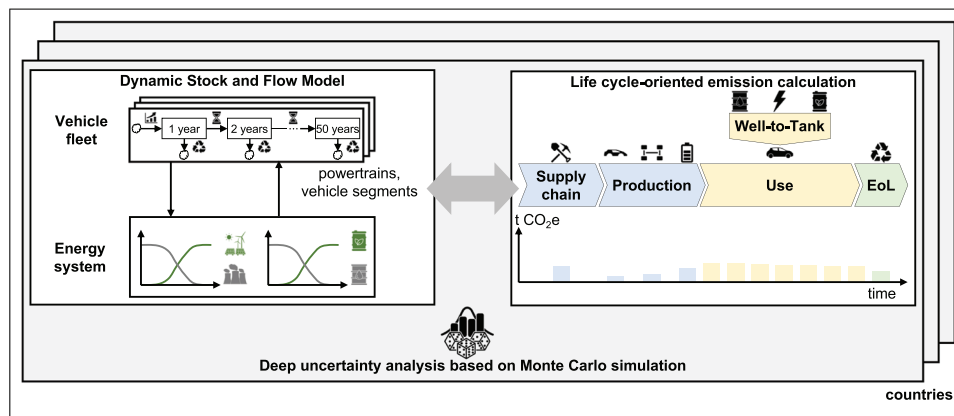 Dynamic Stock and Flow Model
Vehicle
fleet
1 year
2 years
...
50 years
powertrains,
vehicle segments
Energy
system
Life cycle-oriented emission calculation
Well-to-Tank
Supply
chain
Production
Use
EoL
t CO₂e
time
Deep uncertainty analysis based on Monte Carlo simulation
countries